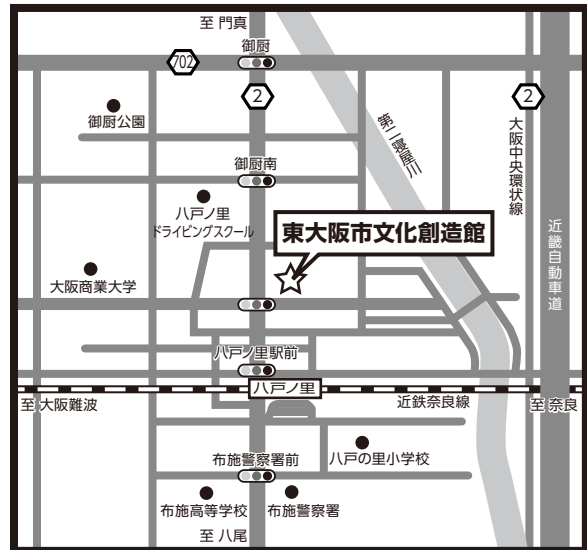 至 門真
御厨
702
2
2
御厨公園
第二寝屋川
大阪中央環状線
御厨南
八戸ノ里
ドライビングスクール
東大阪市文化創造館
近畿自動車道
大阪商業大学
八戸ノ里駅前
八戸ノ里
至 大阪難波
近鉄奈良線
至 奈良
布施警察署前
八戸の里小学校
布施高等学校
布施警察署
至 八尾